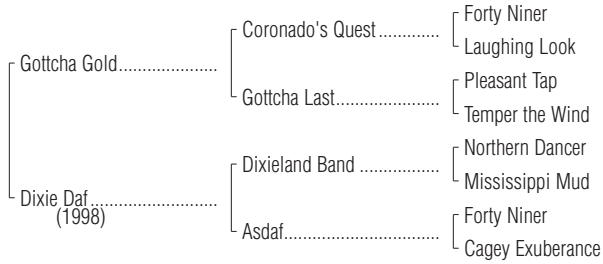 Forty Niner
Coronado's Quest.............
Laughing Look
Gottcha Gold.....................
Pleasant Tap
Gottcha Last......................
Temper the Wind
Northern Dancer
Dixieland Band .................
Mississippi Mud
Dixie Daf...........................
(1998)
Forty Niner
Asdaf.................................
Cagey Exuberance